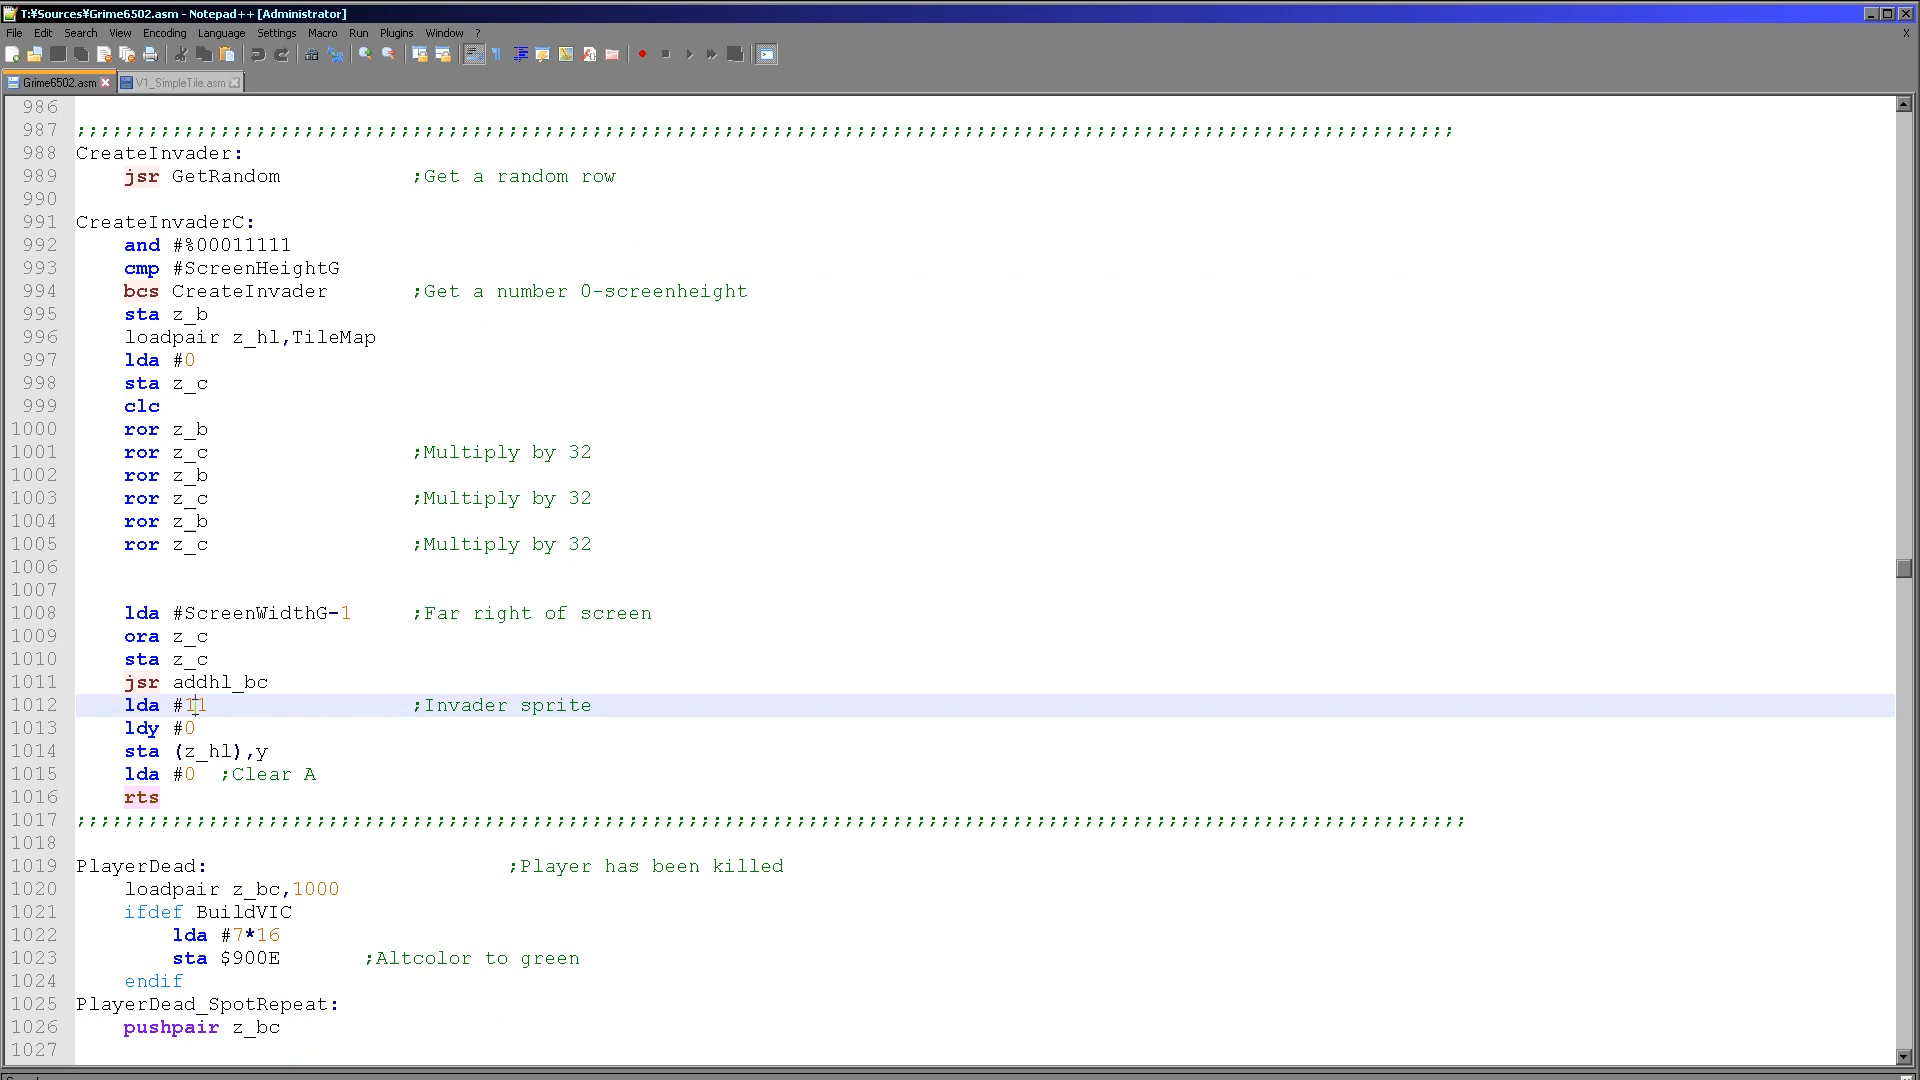 T:¥Sources¥Grime6502.asm - Notepad++ [Administrator]
File Edit Search View Encoding Language Settings Macro Run Plugins Window ?
X
Grime6502.asm V1_SimpleTile.asm
986
987 ;;;;;;;;;;;;;;;;;;;;;;;;;;;;;;;;;;;;;;;;;;;;;;;;;;;;;;;;;;;;;;;;;;;;;;;;;;;;;;;;;;;;;;;;;;;;;;;;;;;;;;;;;;;;;;;;;;;
988 CreateInvader:
989 jsr GetRandom ;Get a random row
990
991 CreateInvaderC:
992 and #%00011111
993 cmp #ScreenHeightG
994 bcs CreateInvader ;Get a number 0-screenheight
995 sta z_b
996 loadpair z_hl,TileMap
997 lda #0
998 sta z_c
999 clc
1000 ror z_b
1001 ror z_c ;Multiply by 32
1002 ror z_b
1003 ror z_c ;Multiply by 32
1004 ror z_b
1005 ror z_c ;Multiply by 32
1006
1007
1008 lda #ScreenWidthG-1 ;Far right of screen
1009 ora z_c
1010 sta z_c
1011 jsr addhl_bc
1012 lda #11 ;Invader sprite
1013 ldy #0
1014 sta (z_hl),y
1015 lda #0 ;Clear A
1016 rts
1017 ;;;;;;;;;;;;;;;;;;;;;;;;;;;;;;;;;;;;;;;;;;;;;;;;;;;;;;;;;;;;;;;;;;;;;;;;;;;;;;;;;;;;;;;;;;;;;;;;;;;;;;;;;;;;;;;;;;;;
1018
1019 PlayerDead: ;Player has been killed
1020 loadpair z_bc,1000
1021 ifdef BuildVIC
1022 lda #7*16
1023 sta $900E ;Altcolor to green
1024 endif
1025 PlayerDead_SpotRepeat:
1026 pushpair z_bc
1027